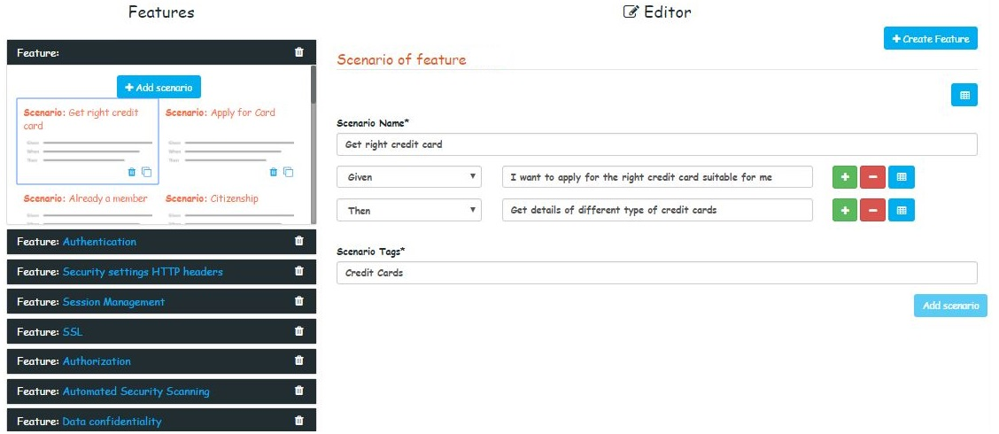 Features
Feature:
+ Add scenario
Scenario: Get right credit
card
Given
When
Then
Scenario: Apply for Card
Given
When
Then
Scenario: Already a member
Scenario: Citizenship
Feature: Authentication
Feature: Security settings HTTP headers
Feature: Session Management
Feature: SSL
Feature: Authorization
Feature: Automated Security Scanning
Feature: Data confidentiality
Editor
+ Create Feature
Scenario of feature
Scenario Name*
Get right credit card
Given I want to apply for the right credit card suitable for me
Then Get details of different type of credit cards
Scenario Tags*
Credit Cards
Add scenario